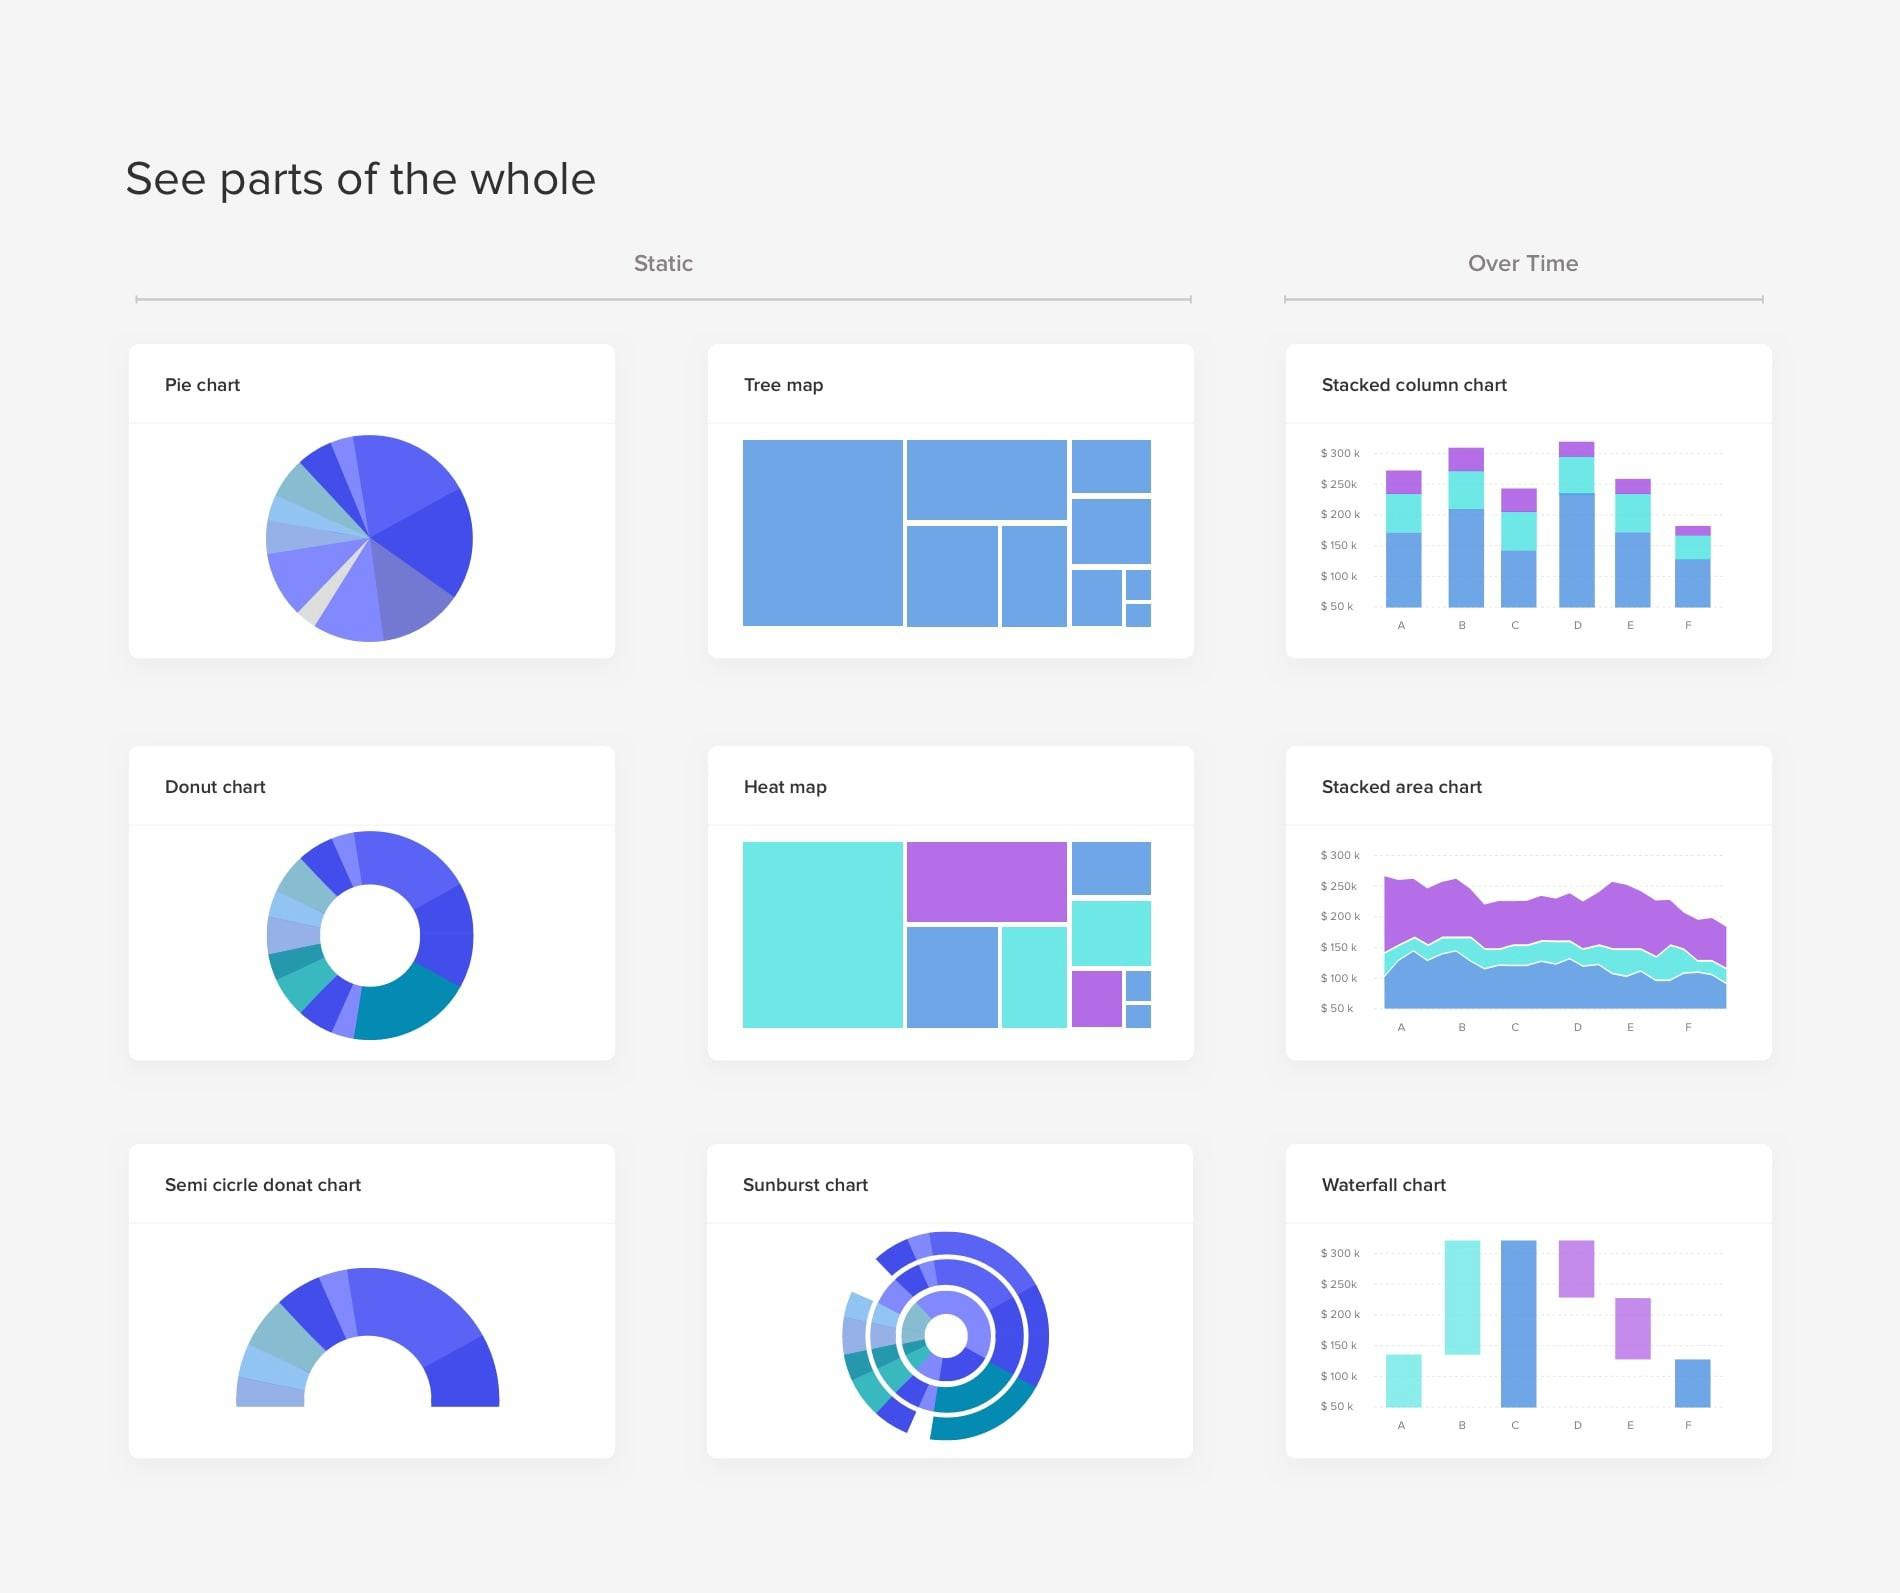 See parts of the whole
Static
Over Time
Pie chart
Tree map
Stacked column chart
$ 300 k
$ 250k
$ 200 k
$ 150 k
$ 100 k
$ 50 k
A B C D E F
Donut chart
Heat map
Stacked area chart
$ 300 k
$ 250k
$ 200 k
$ 150 k
$ 100 k
$ 50 k
A B C D E F
Semi cicrle donat chart
Sunburst chart
Waterfall chart
$ 300 k
$ 250k
$ 200 k
$ 150 k
$ 100 k
$ 50 k
A B C D E F